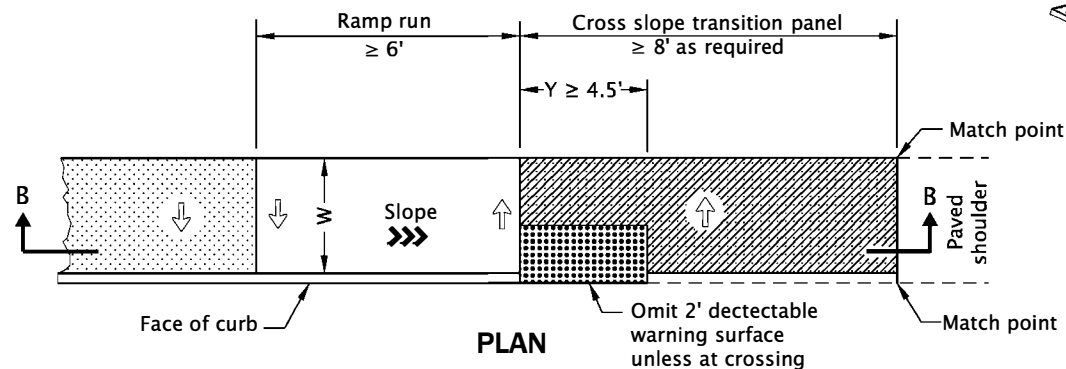 Ramp run
≥ 6'
Cross slope transition panel
≥ 8' as required
Y ≥ 4.5'
Match point
B
W
Slope
B
Paved
shoulder
Face of curb
Omit 2' dectectable
warning surface
unless at crossing
Match point
PLAN